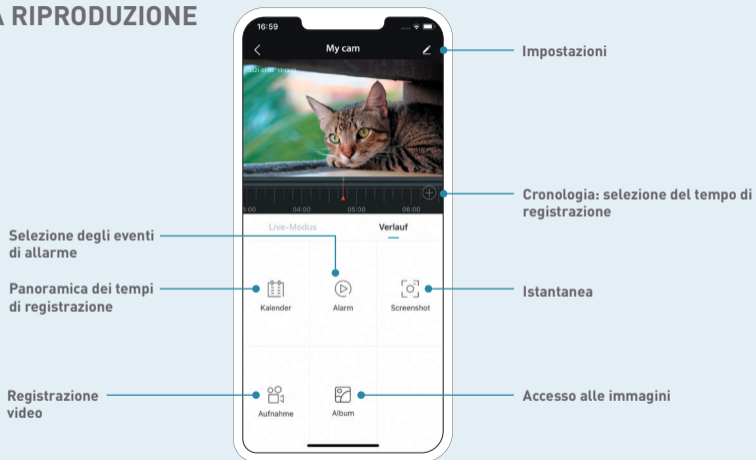 A RIPRODUZIONE
16:59
My cam
Impostazioni
Cronologia: selezione del tempo di
registrazione
04:00
05:00
06:00
Live-Modus
Verlauf
Selezione degli eventi
di allarme
Panoramica dei tempi
di registrazione
Kalender
Alarm
Screenshot
Istantanea
Registrazione
video
Aufnahme
Album
Accesso alle immagini